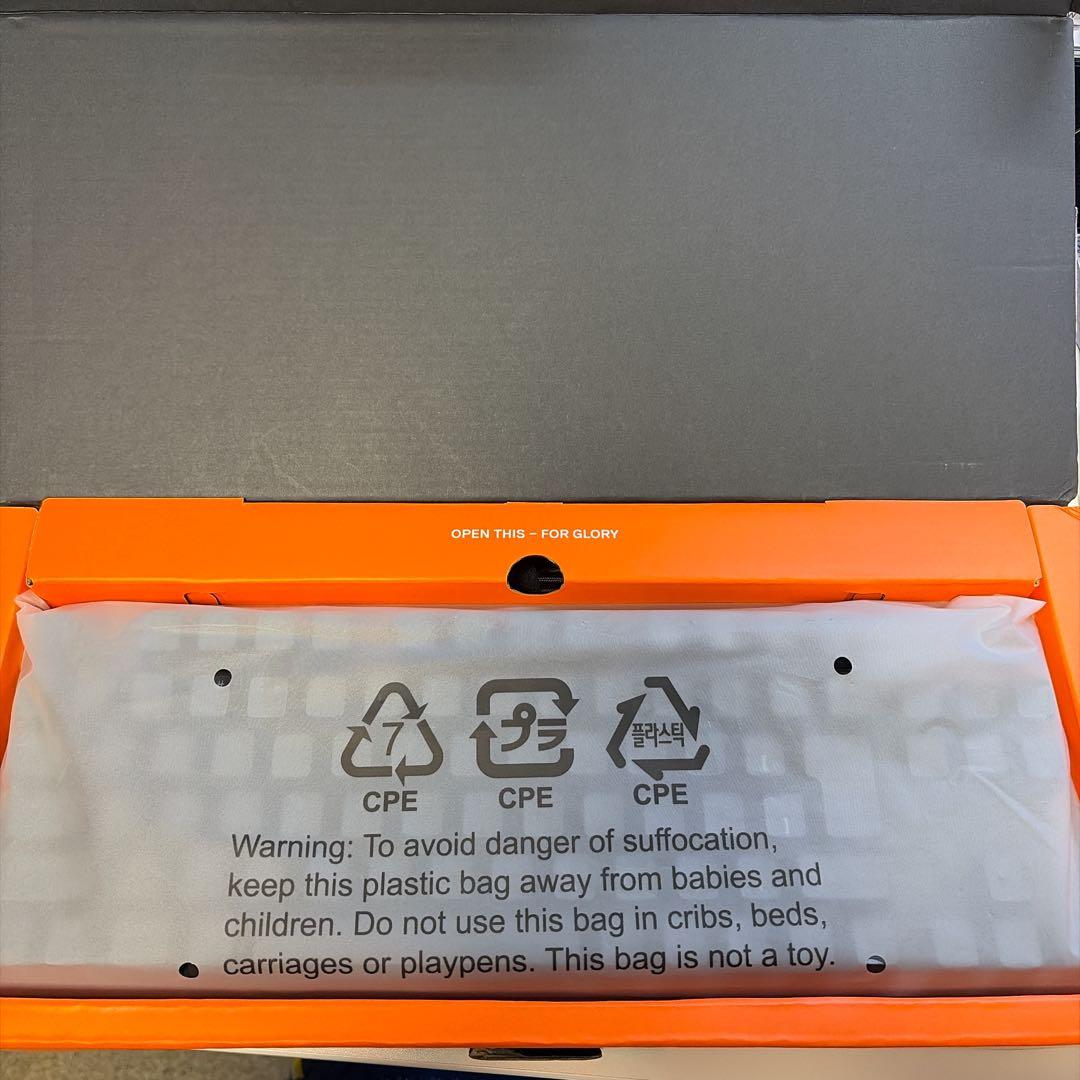 OPEN THIS – FOR GLORY
7
プラ
플라스틱
CPE
CPE
CPE
Warning: To avoid danger of suffocation,
keep this plastic bag away from babies and
children. Do not use this bag in cribs, beds,
carriages or playpens. This bag is not a toy.